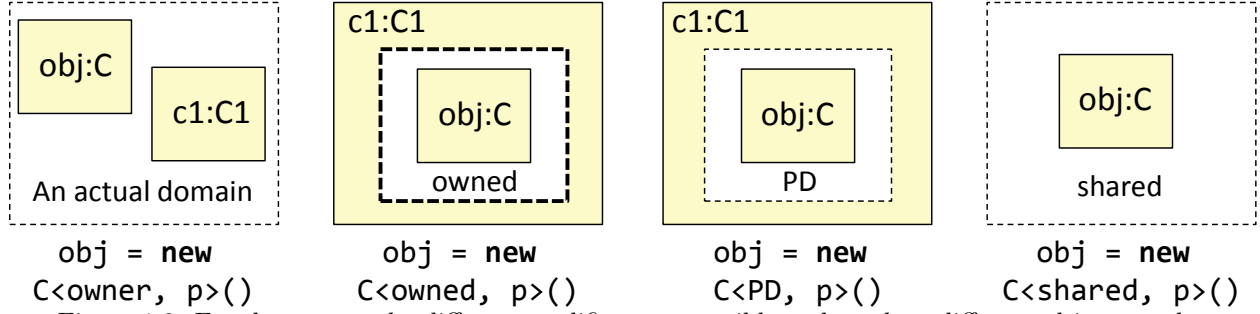 obj:C
c1:C1
An actual domain
obj = new
C<owner, p>()
c1:C1
obj:C
owned
obj = new
C<owned, p>()
c1:C1
obj:C
PD
obj = new
C<PD, p>()
obj:C
shared
obj = new
C<shared, p>()